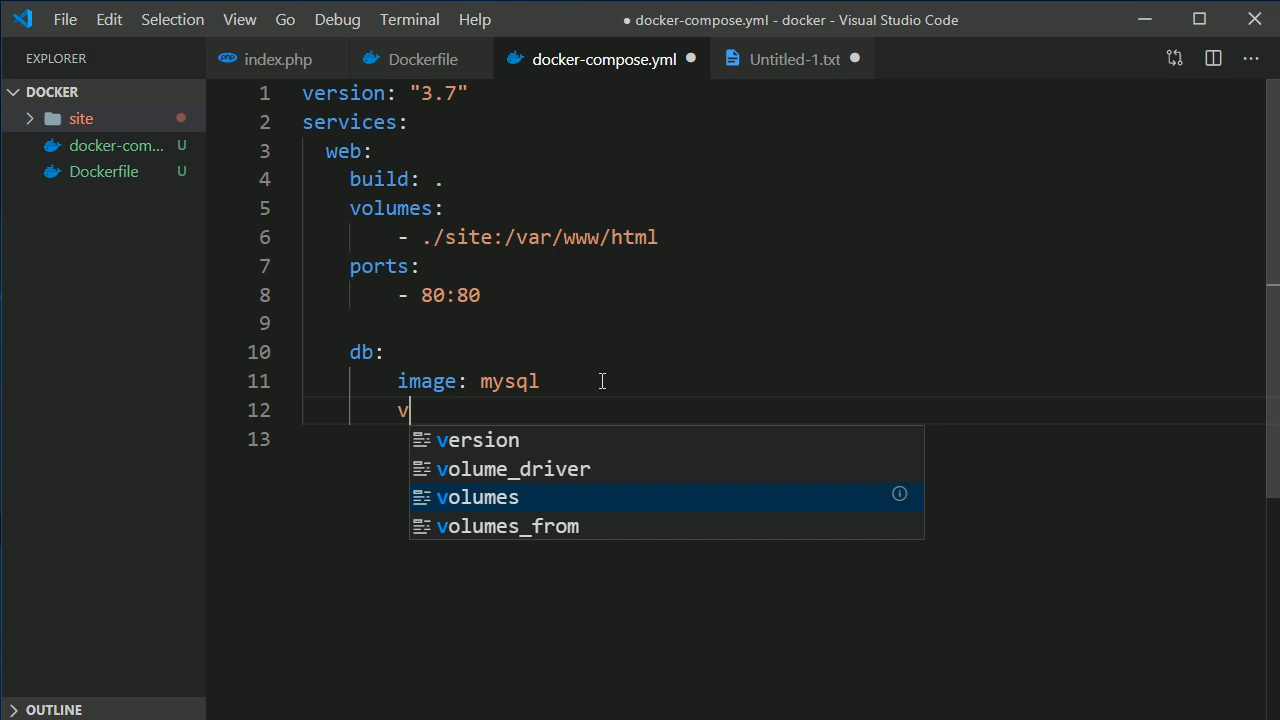 File Edit Selection View Go Debug Terminal Help ● docker-compose.yml - docker - Visual Studio Code
EXPLORER index.php Dockerfile docker-compose.yml Untitled-1.txt
DOCKER
site
docker-com... U
Dockerfile U
1 version: "3.7"
2 services:
3 web:
4 build: .
5 volumes:
6 - ./site:/var/www/html
7 ports:
8 - 80:80
9
10 db:
11 image: mysql
12 v
13
version
volume_driver
volumes
volumes_from
OUTLINE